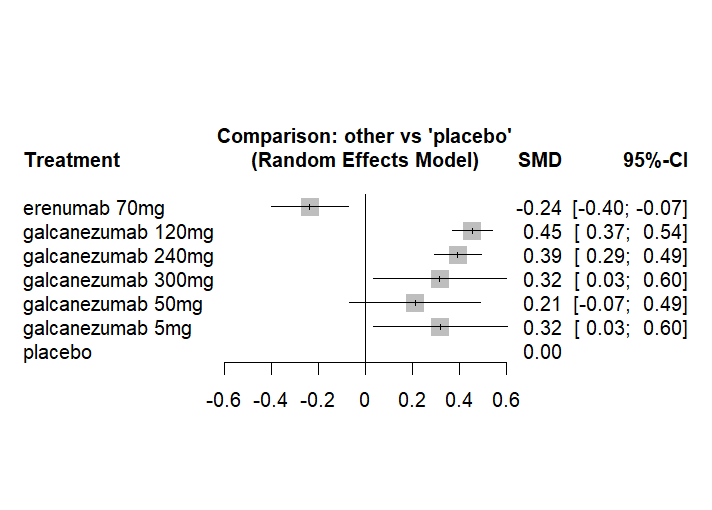 Comparison: other vs 'placebo'
Treatment (Random Effects Model) SMD 95%-CI
erenumab 70mg -0.24 [-0.40; -0.07]
galcanezumab 120mg 0.45 [ 0.37; 0.54]
galcanezumab 240mg 0.39 [ 0.29; 0.49]
galcanezumab 300mg 0.32 [ 0.03; 0.60]
galcanezumab 50mg 0.21 [-0.07; 0.49]
galcanezumab 5mg 0.32 [ 0.03; 0.60]
placebo 0.00
-0.6 -0.4 -0.2 0 0.2 0.4 0.6